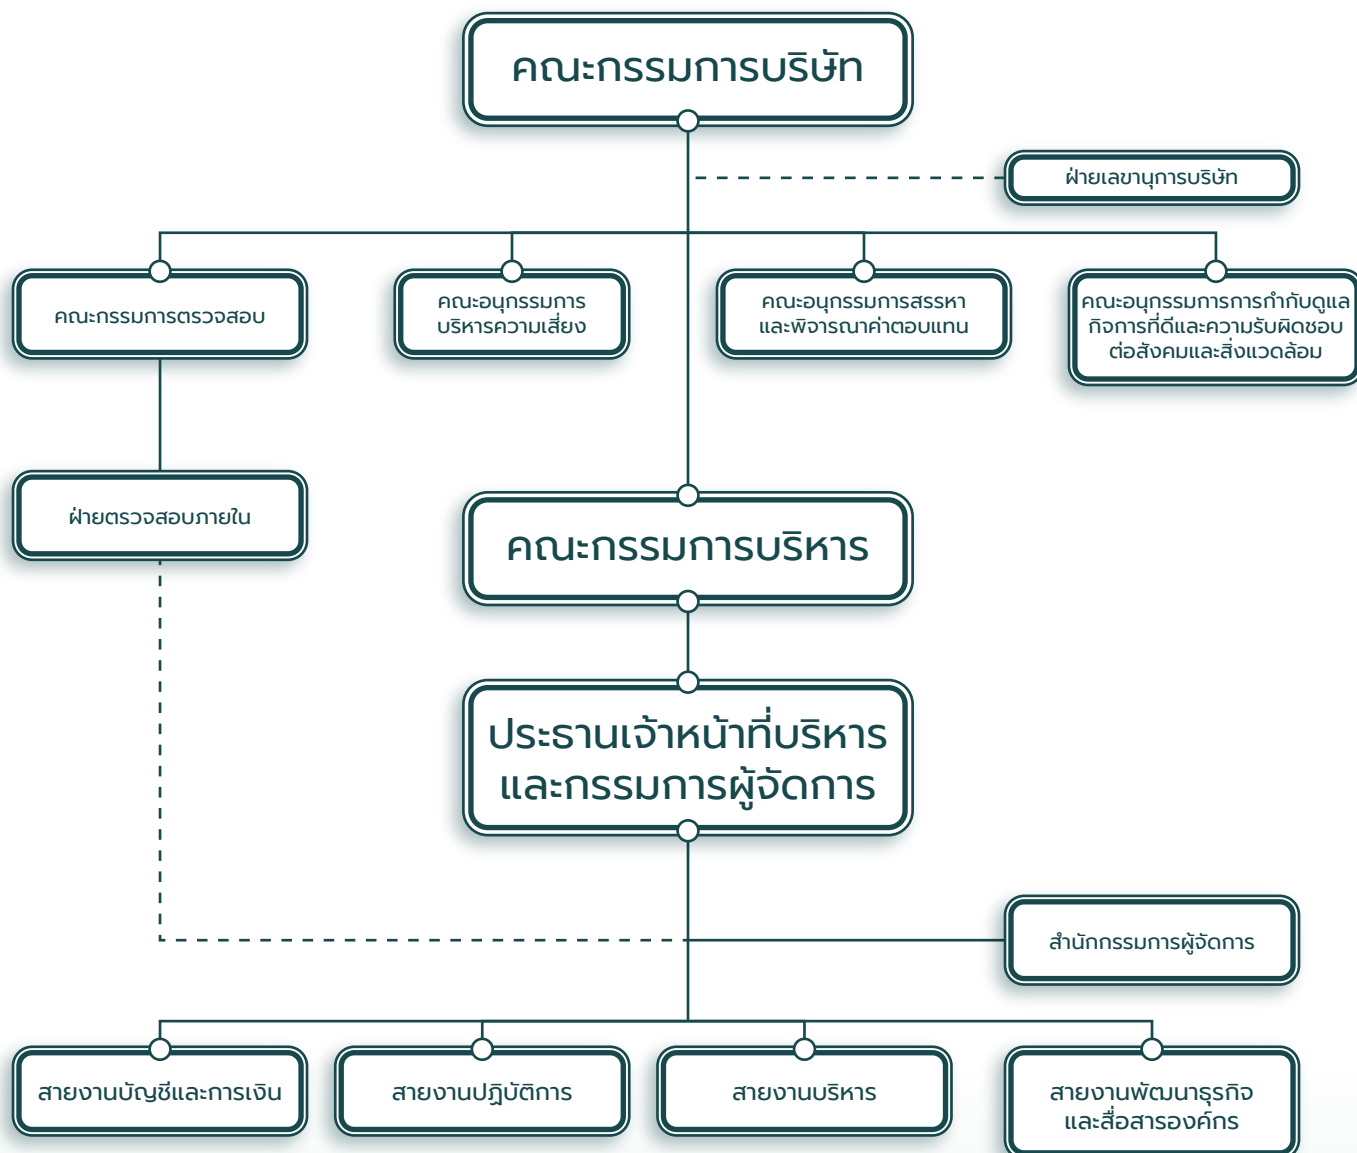 คณะกรรมการบริษัท
ฝ่ายเลขานุการบริษัท
คณะกรรมการตรวจสอบ
คณะอนุกรรมการ
บริหารความเสี่ยง
คณะอนุกรรมการสรรหา
และพิจารณาค่าตอบแทน
คณะอนุกรรมการการกำกับดูแล
กิจการที่ดีและความรับผิดชอบ
ต่อสังคมและสิ่งแวดล้อม
ฝ่ายตรวจสอบภายใน
คณะกรรมการบริหาร
ประธานเจ้าหน้าที่บริหาร
และกรรมการผู้จัดการ
สำนักกรรมการผู้จัดการ
สายงานบัญชีและการเงิน
สายงานปฏิบัติการ
สายงานบริหาร
สายงานพัฒนาธุรกิจ
และสื่อสารองค์กร